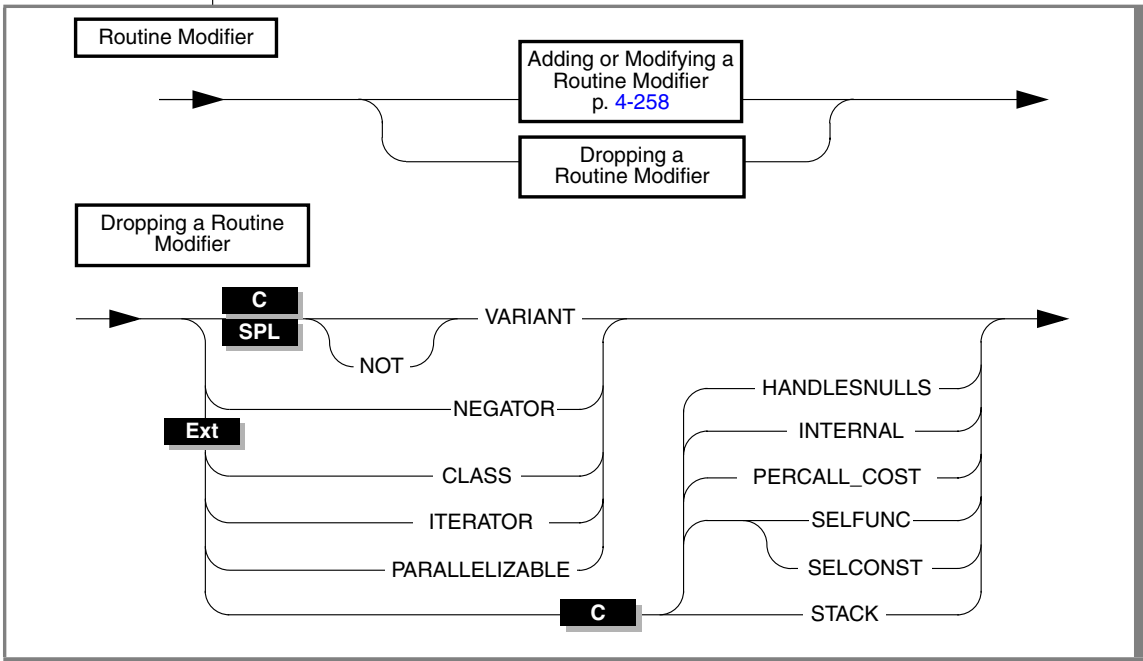 Routine Modifier
Adding or Modifying a
Routine Modifier
p. 4-258
Dropping a
Routine Modifier
Dropping a Routine
Modifier
C
SPL
VARIANT
NOT
NEGATOR
Ext
CLASS
ITERATOR
PARALLELIZABLE
C
HANDLESNULLS
INTERNAL
PERCALL_COST
SELFUNC
SELCONST
STACK